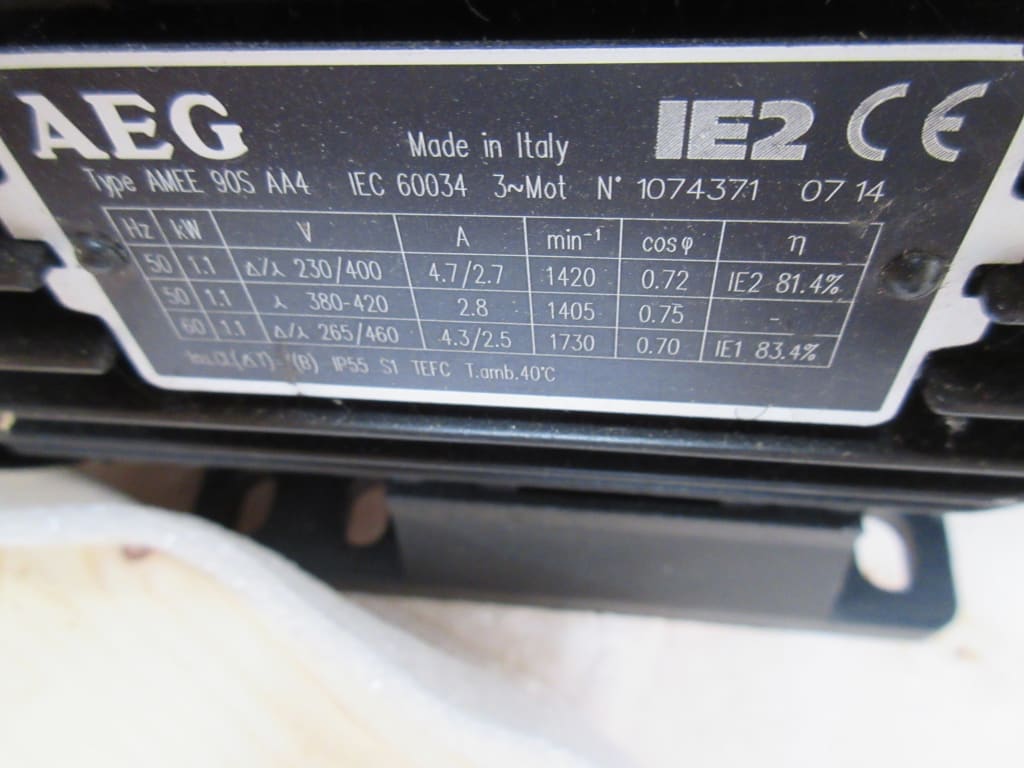 AEG
Made in Italy
IE2 CE
Type AMEE 90S AA4 IEC 60034 3~Mot N° 1074371 07 14
Hz kW V A min⁻¹ cosφ η
50 1.1 Δ/⅄ 230/400 4.7/2.7 1420 0.72 IE2 81.4%
50 1.1 ⅄ 380-420 2.8 1405 0.75 -
60 1.1 Δ/⅄ 265/460 4.3/2.5 1730 0.70 IE1 83.4%
(ΔT) (B) IP55 S1 TEFC T.amb.40°C